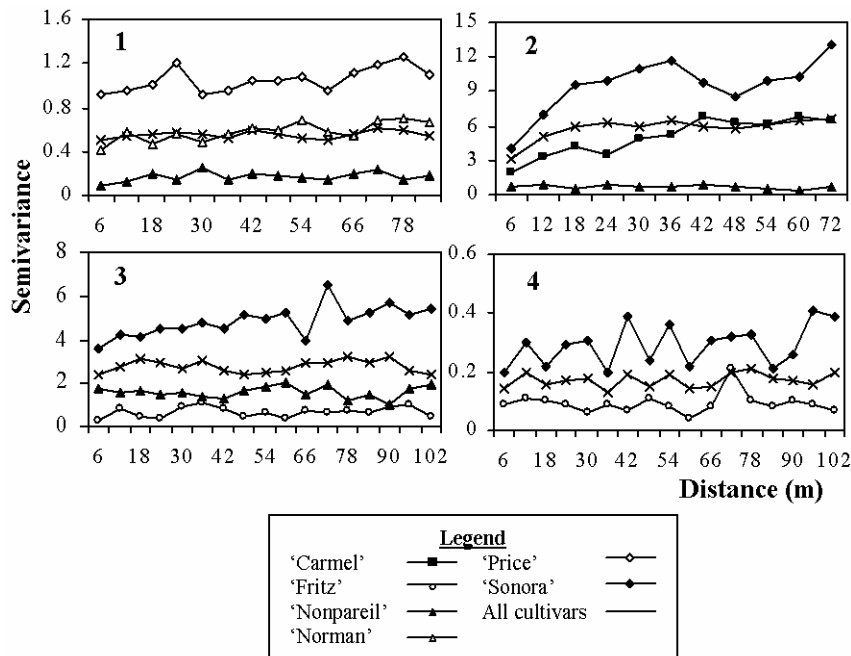 1.6
1.2
0.8
0.4
0
1
6 18 30 42 54 66 78
15
12
9
6
3
0
2
6 12 18 24 30 36 42 48 54 60 66 72
Semivariance
8
6
4
2
0
3
6 18 30 42 54 66 78 90 102
0.6
0.4
0.2
0
4
6 18 30 42 54 66 78 90 102
Distance (m)
Legend
‘Carmel’ ‘Price’
‘Fritz’ ‘Sonora’
‘Nonpareil’ All cultivars
‘Norman’